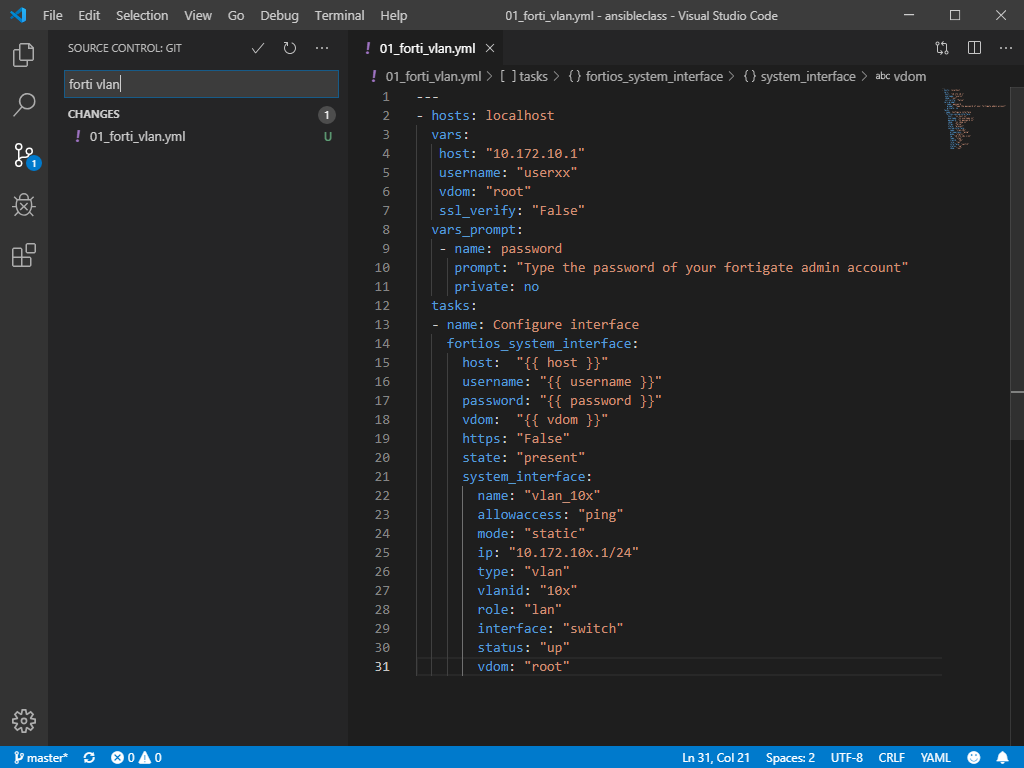 File Edit Selection View Go Debug Terminal Help 01_forti_vlan.yml - ansibleclass - Visual Studio Code
SOURCE CONTROL: GIT
forti vlan
CHANGES 1
! 01_forti_vlan.yml U
1
! 01_forti_vlan.yml ×
! 01_forti_vlan.yml > [ ] tasks > {} fortios_system_interface > {} system_interface > abc vdom
1 ---
2 - hosts: localhost
3   vars:
4    host: "10.172.10.1"
5    username: "userxx"
6    vdom: "root"
7    ssl_verify: "False"
8   vars_prompt:
9    - name: password
10      prompt: "Type the password of your fortigate admin account"
11      private: no
12   tasks:
13   - name: Configure interface
14     fortios_system_interface:
15       host:  "{{ host }}"
16       username: "{{ username }}"
17       password: "{{ password }}"
18       vdom:  "{{ vdom }}"
19       https: "False"
20       state: "present"
21       system_interface:
22         name: "vlan_10x"
23         allowaccess: "ping"
24         mode: "static"
25         ip: "10.172.10x.1/24"
26         type: "vlan"
27         vlanid: "10x"
28         role: "lan"
29         interface: "switch"
30         status: "up"
31         vdom: "root"
master* 0 0 Ln 31, Col 21 Spaces: 2 UTF-8 CRLF YAML